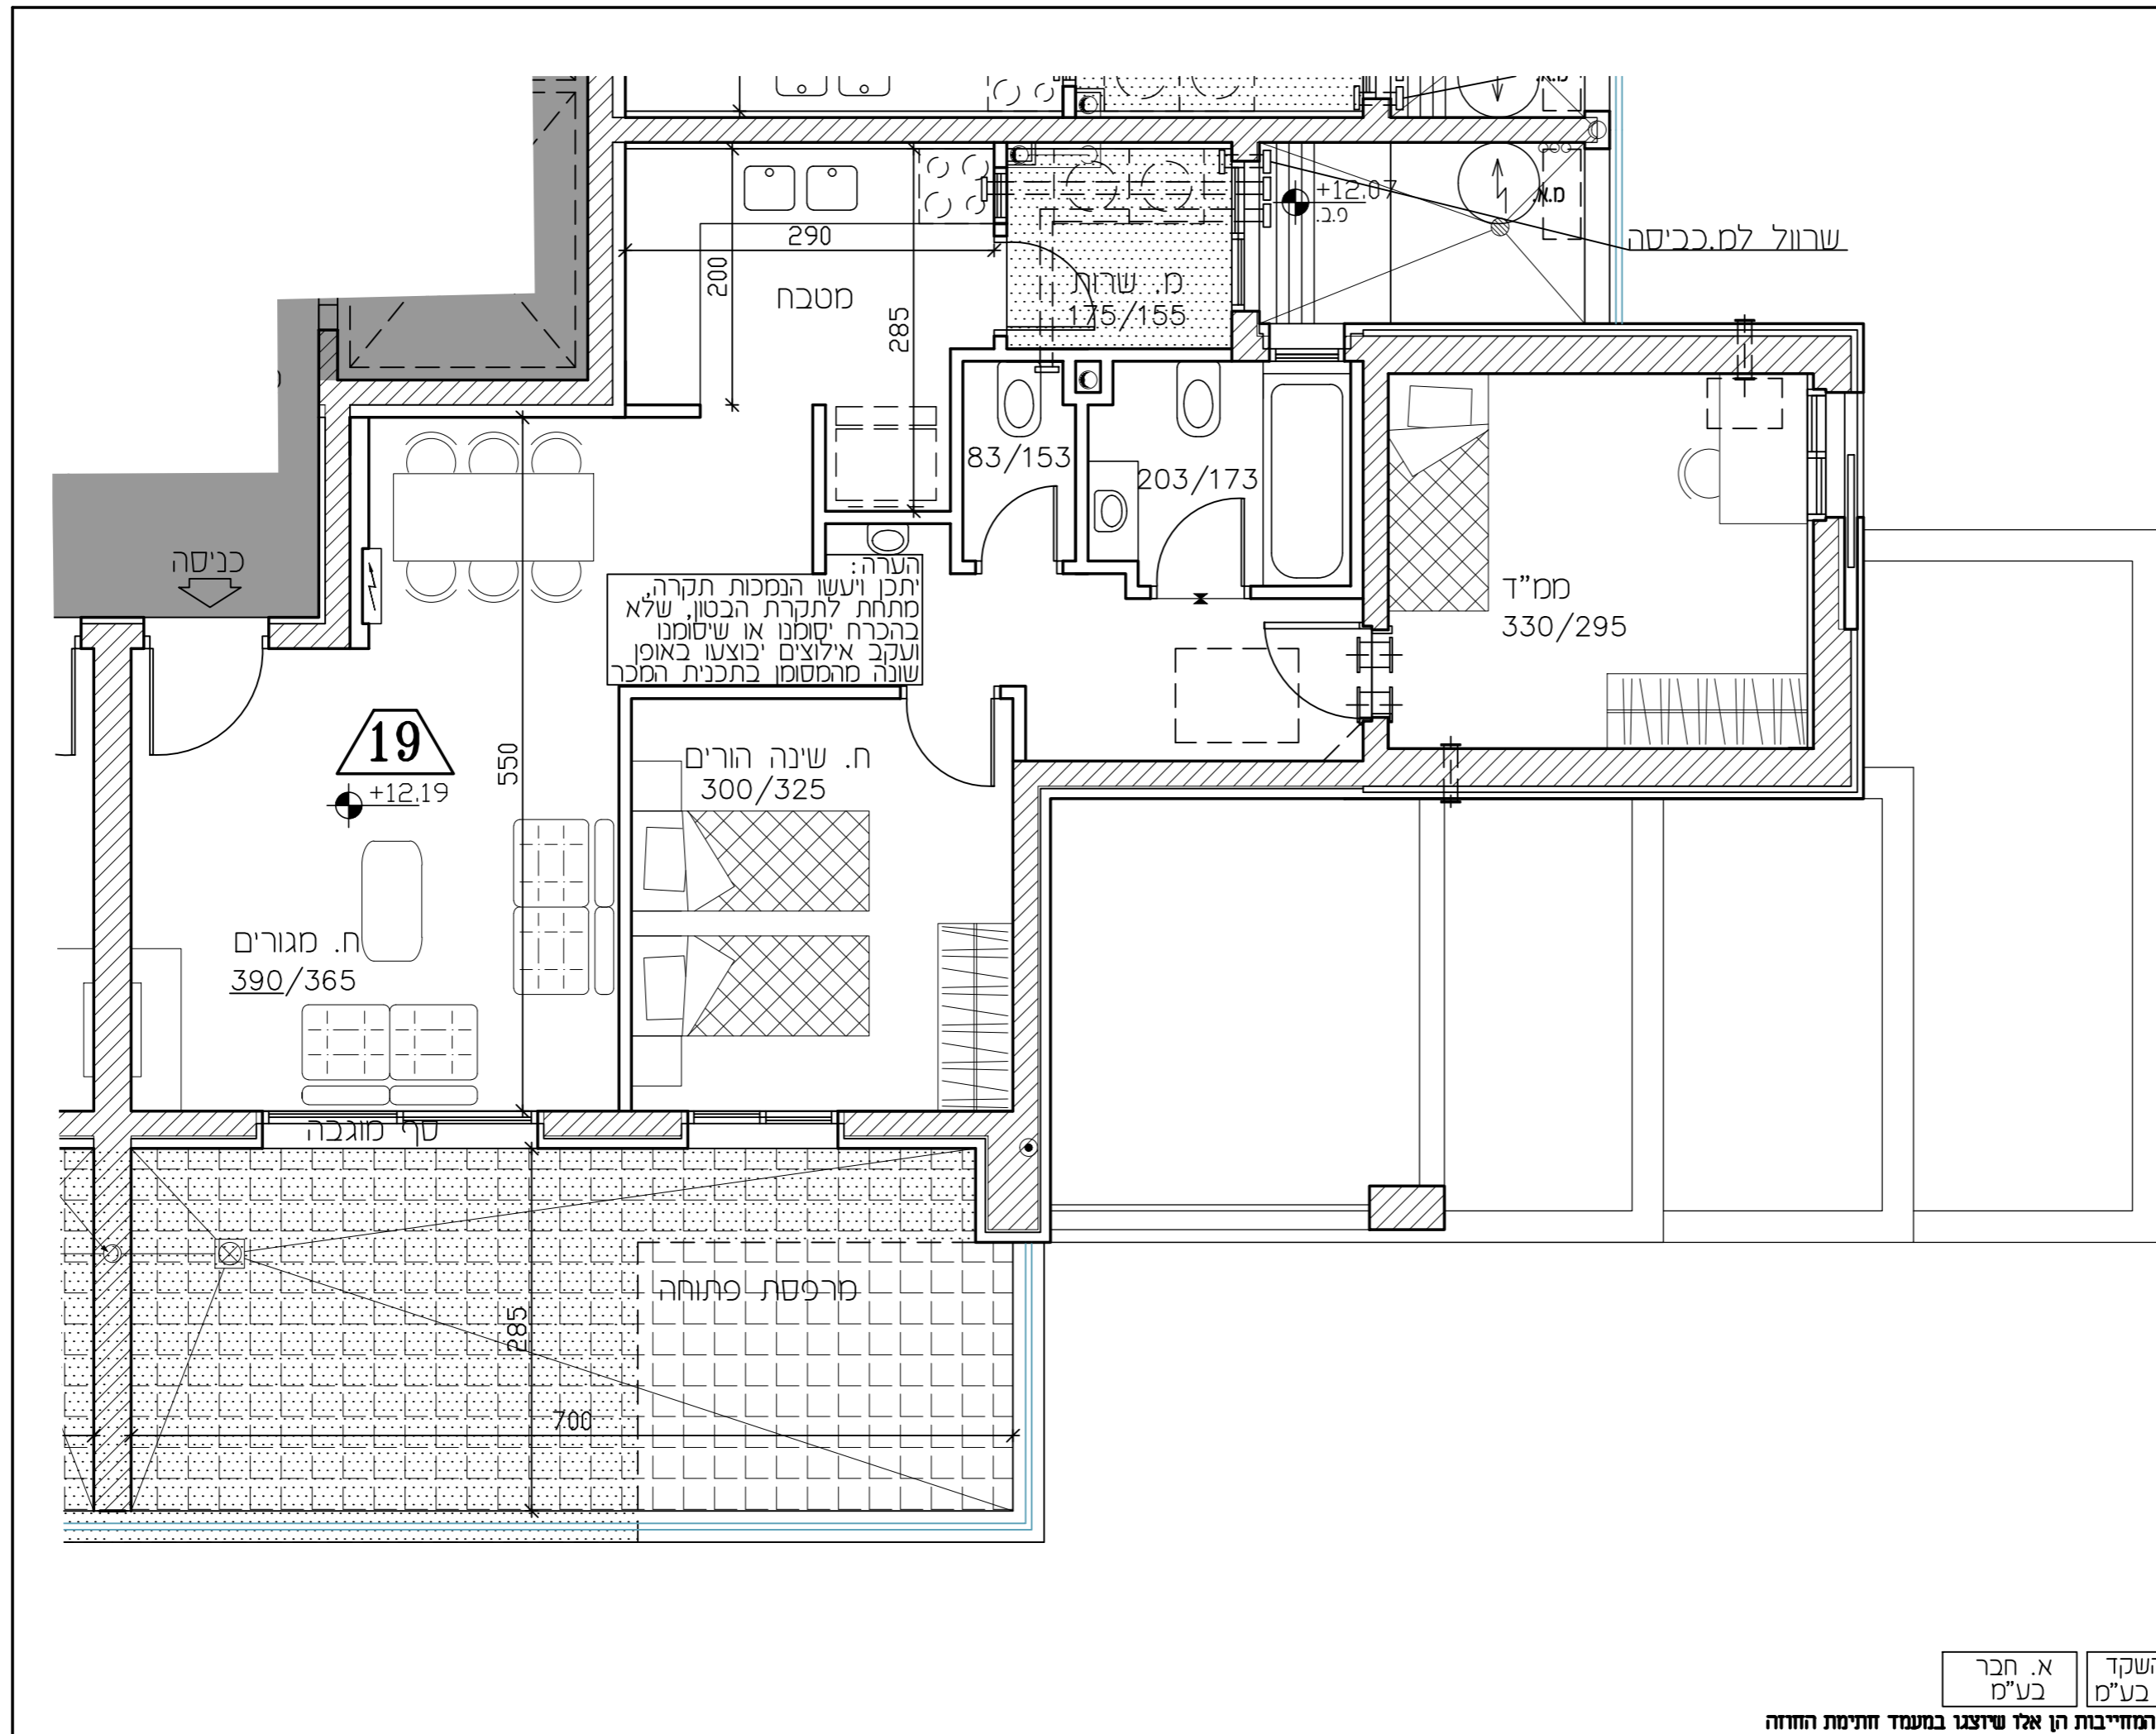 מ.א.
290
200
285
מטבח
מ. שרות
175/155
+12.07
פ.ב.
מ.א.
שרוול למ.כביסה
83/153
203/173
ממ"ד
330/295
כניסה
הערה:
יתכן ויעשו הנמכות תקרה,
מתחת לתקרת הבטון, שלא
בהכרח יסומנו או שיסומנו
ועקב אילוצים יבוצעו באופן
שונה מהמסומן בתכנית המכר
19
+12.19
550
ח. שינה הורים
300/325
ח. מגורים
390/365
סף מוגבה
מרפסת פתוחה
285
700
א. חבר
בע"מ
השקד
בע"מ
המחייבות הן אלו שיוצגו במעמד חתימת החוזה